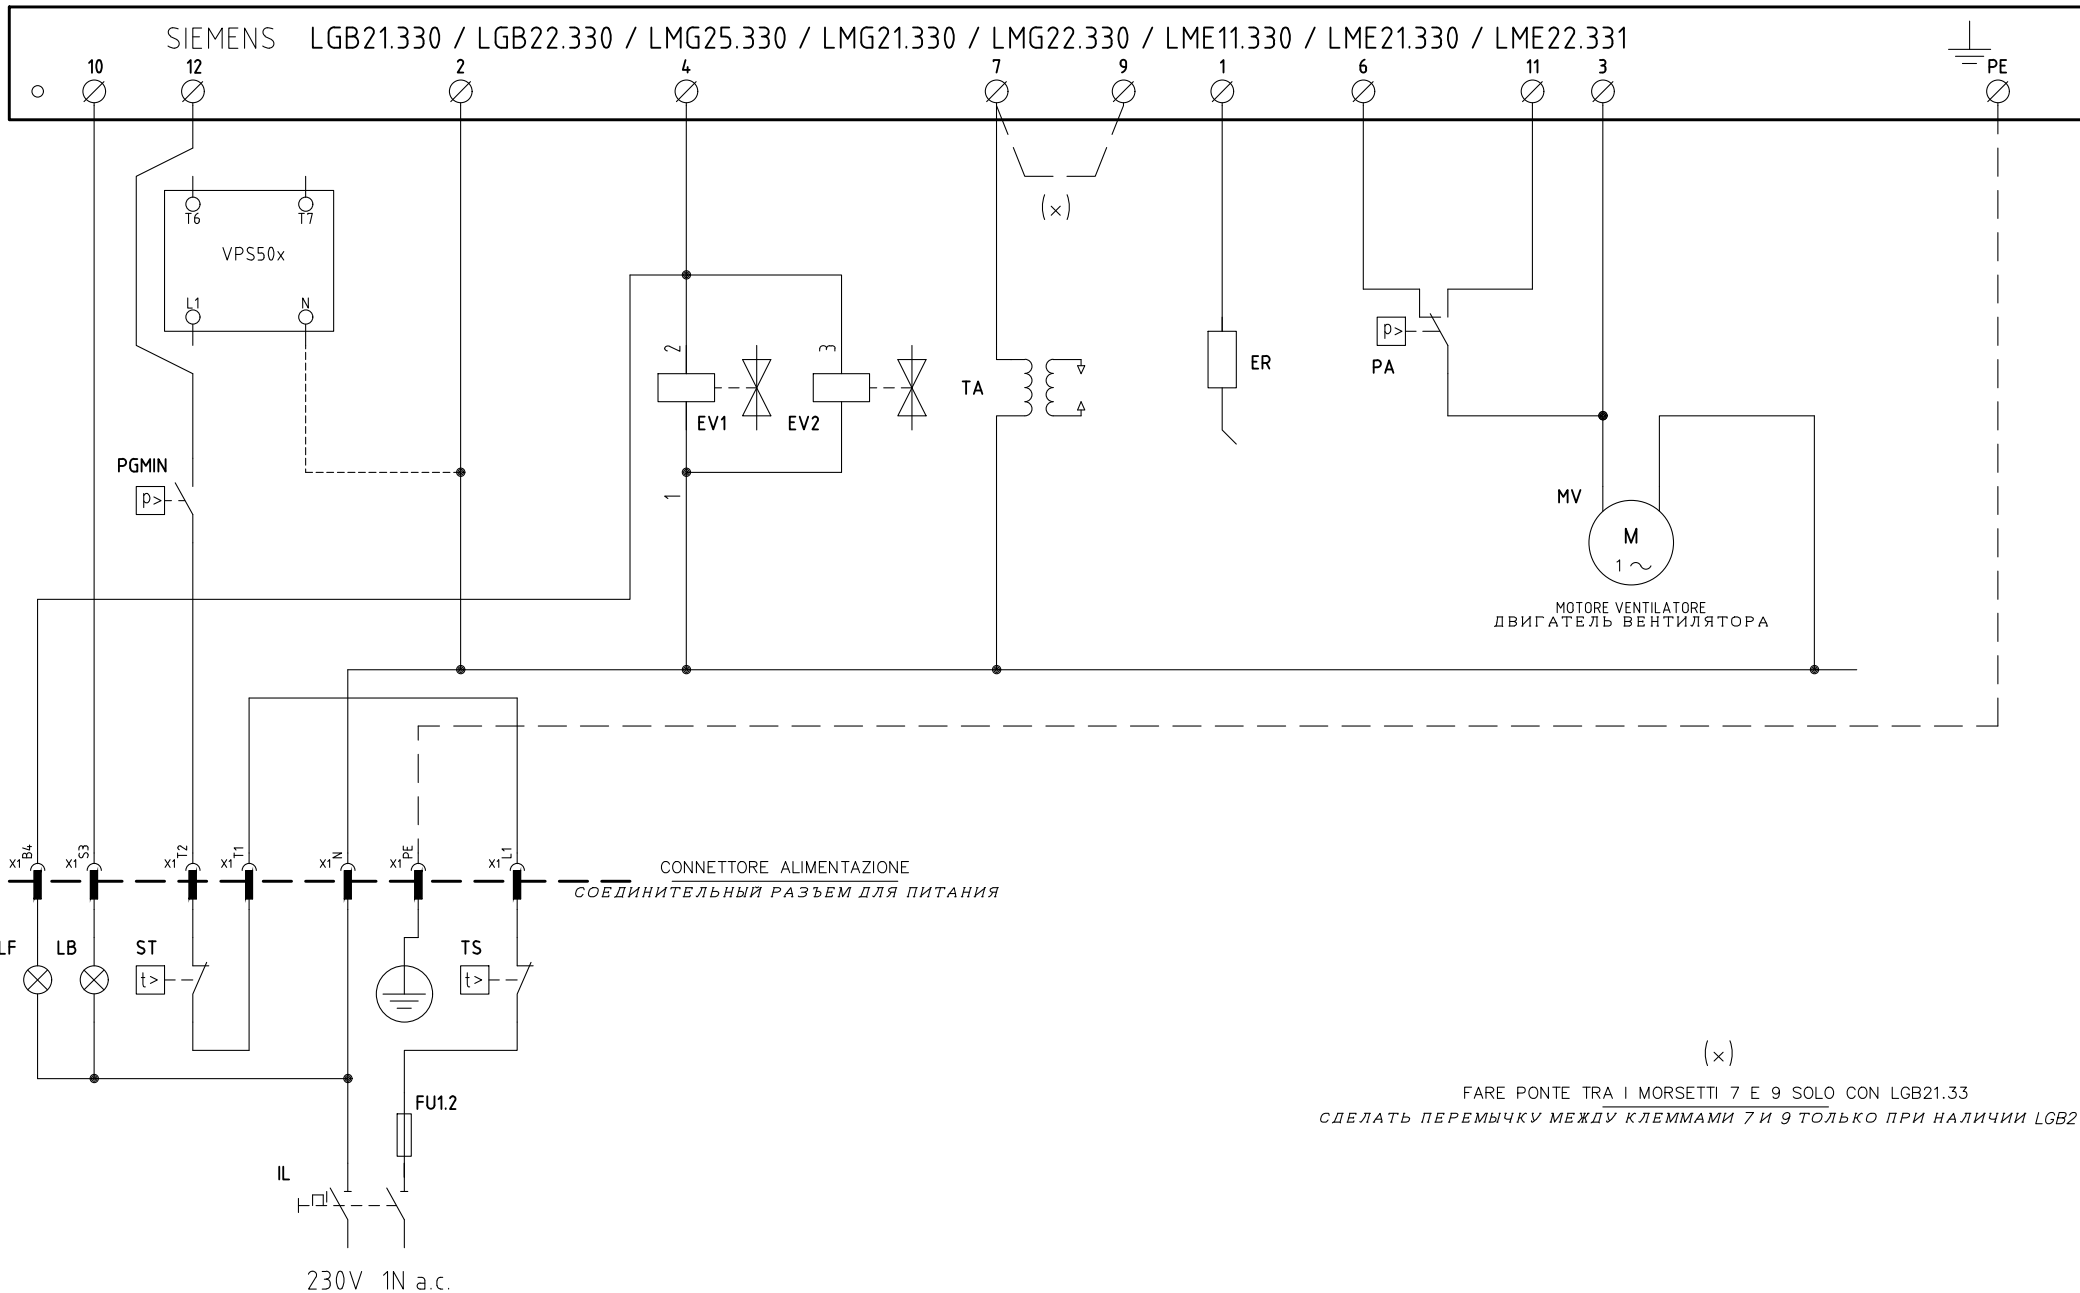 SIEMENS LGB21.330 / LGB22.330 / LMG25.330 / LMG21.330 / LMG22.330 / LME11.330 / LME21.330 / LME22.331
10 12 2 4 7 9 1 6 11 3 PE
(x)
T6 T7
VPS50x
L1 N
2 3
p>
ER
PA
TA
EV1 EV2
PGMIN
p>
1
MV
M
1 ~
MOTORE VENTILATORE
ДВИГАТЕЛЬ ВЕНТИЛЯТОРА
X1 B4 X1 S3 X1 T2 X1 T1 X1 N X1 PE X1 L1
CONNETTORE ALIMENTAZIONE
СОЕДИНИТЕЛЬНЫЙ РАЗЪЕМ ДЛЯ ПИТАНИЯ
LF LB ST TS
t> t>
(x)
FARE PONTE TRA I MORSETTI 7 E 9 SOLO CON LGB21.33
СДЕЛАТЬ ПЕРЕМЫЧКУ МЕЖДУ КЛЕММАМИ 7 И 9 ТОЛЬКО ПРИ НАЛИЧИИ LGB2
FU1.2
IL
230V 1N a.c.